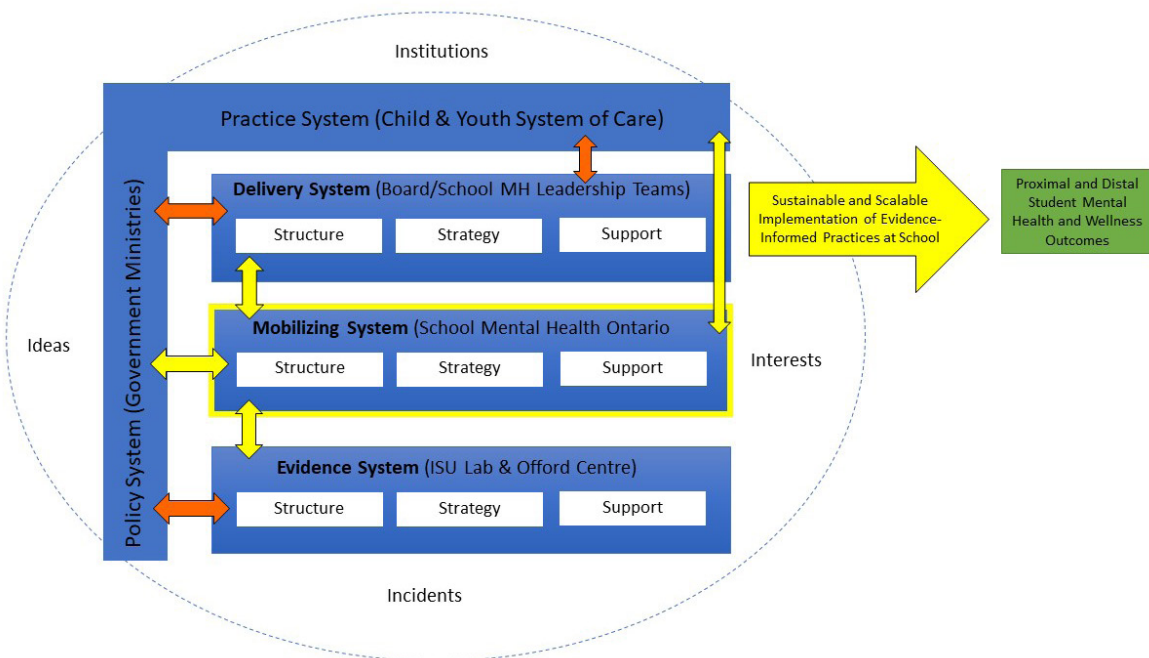 Institutions
Practice System (Child & Youth System of Care)
Policy System (Government Ministries)
Delivery System (Board/School MH Leadership Teams)
Structure
Strategy
Support
Sustainable and Scalable
Implementation of Evidence-
Informed Practices at School
Proximal and Distal
Student Mental
Health and Wellness
Outcomes
Ideas
Mobilizing System (School Mental Health Ontario
Structure
Strategy
Support
Interests
Evidence System (ISU Lab & Offord Centre)
Structure
Strategy
Support
Incidents